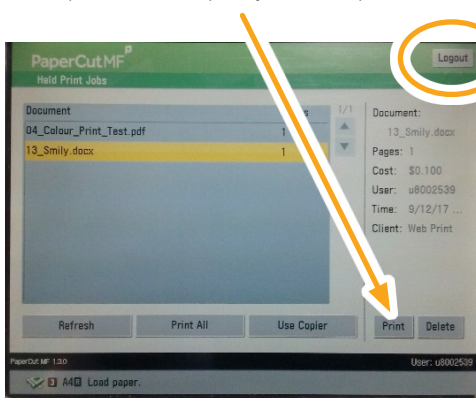 PaperCutMF P
Logout
Held Print Jobs
Document
1/1
Document:
04_Colour_Print_Test.pdf 1
13_Smily.docx
13_Smily.docx 1
Pages: 1
Cost: $0.100
User: u8002539
Time: 9/12/17 ...
Client: Web Print
Refresh Print All Use Copier Print Delete
PaperCut MF 1.3.0 User: u8002539
3 A4 Load paper.